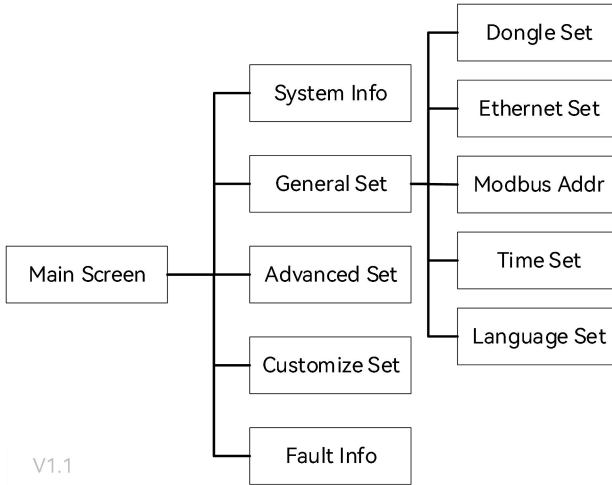 Main Screen
System Info
General Set
Advanced Set
Customize Set
Fault Info
Dongle Set
Ethernet Set
Modbus Addr
Time Set
Language Set
V1.1